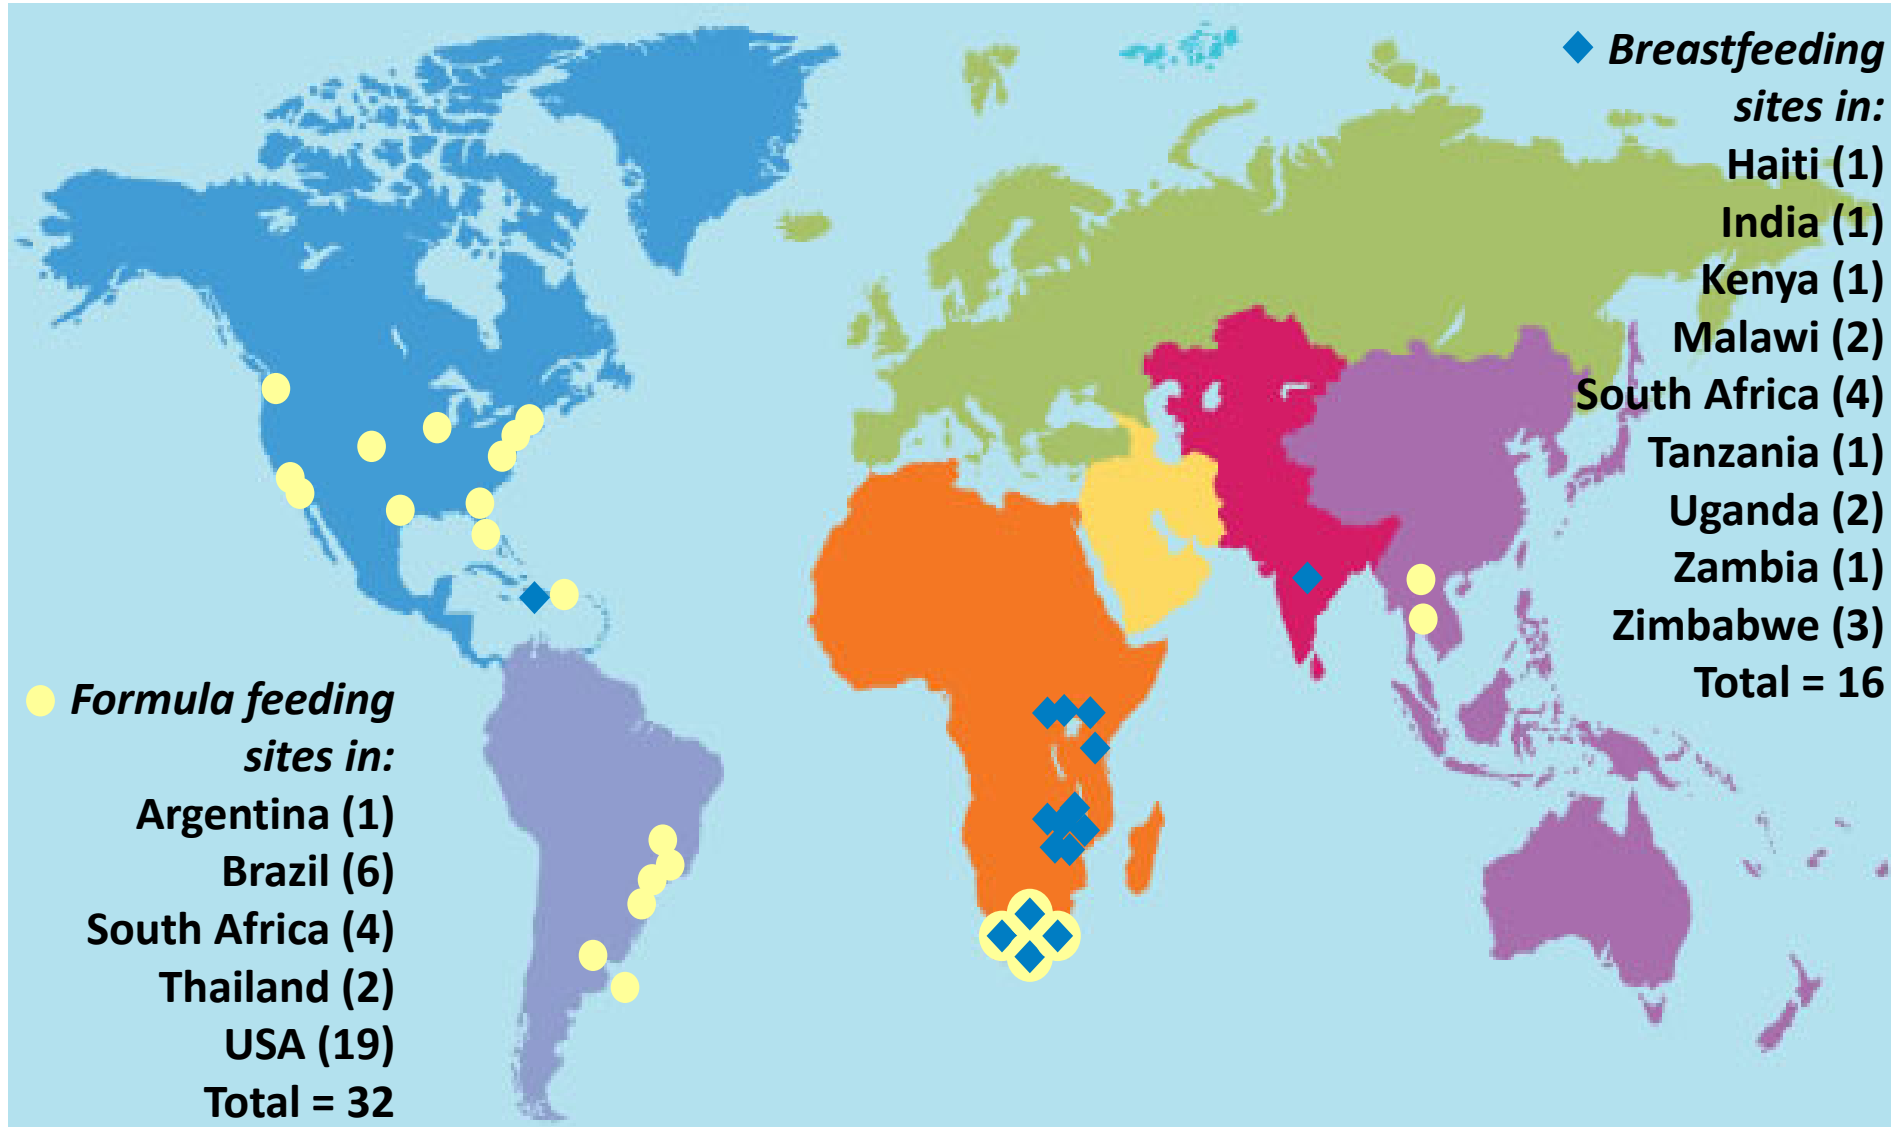 Breastfeeding
sites in:
Haiti (1)
India (1)
Kenya (1)
Malawi (2)
South Africa (4)
Tanzania (1)
Uganda (2)
Zambia (1)
Zimbabwe (3)
Total = 16
Formula feeding
sites in:
Argentina (1)
Brazil (6)
South Africa (4)
Thailand (2)
USA (19)
Total = 32